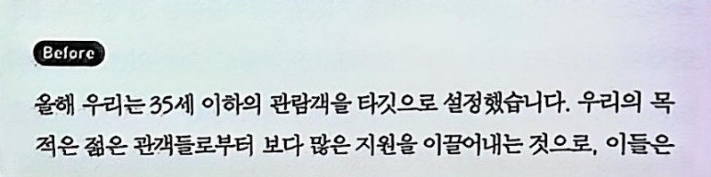 Before
올해 우리는 35세 이하의 관람객을 타깃으로 설정했습니다. 우리의 목
적은 젊은 관객들로부터 보다 많은 지원을 이끌어내는 것으로, 이들은